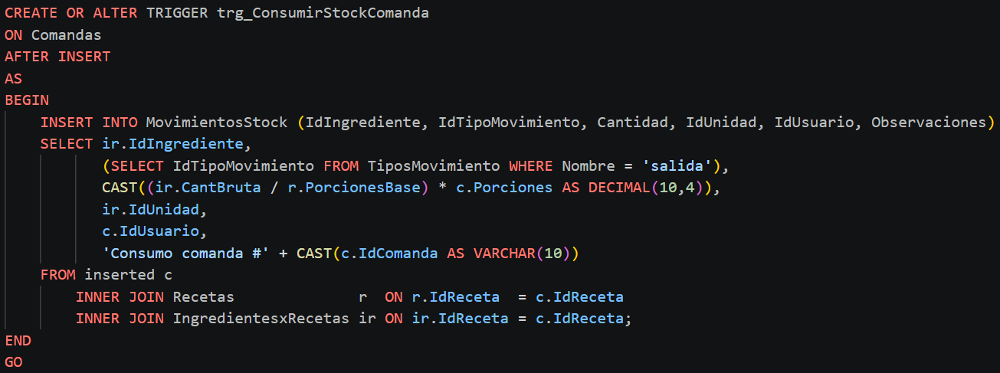 CREATE OR ALTER TRIGGER trg_ConsumirStockComanda
ON Comandas
AFTER INSERT
AS
BEGIN
    INSERT INTO MovimientosStock (IdIngrediente, IdTipoMovimiento, Cantidad, IdUnidad, IdUsuario, Observaciones)
    SELECT ir.IdIngrediente,
           (SELECT IdTipoMovimiento FROM TiposMovimiento WHERE Nombre = 'salida'),
           CAST((ir.CantBruta / r.PorcionesBase) * c.Porciones AS DECIMAL(10,4)),
           ir.IdUnidad,
           c.IdUsuario,
           'Consumo comanda #' + CAST(c.IdComanda AS VARCHAR(10))
    FROM inserted c
        INNER JOIN Recetas              r  ON r.IdReceta  = c.IdReceta
        INNER JOIN IngredientesxRecetas ir ON ir.IdReceta = c.IdReceta;
END
GO